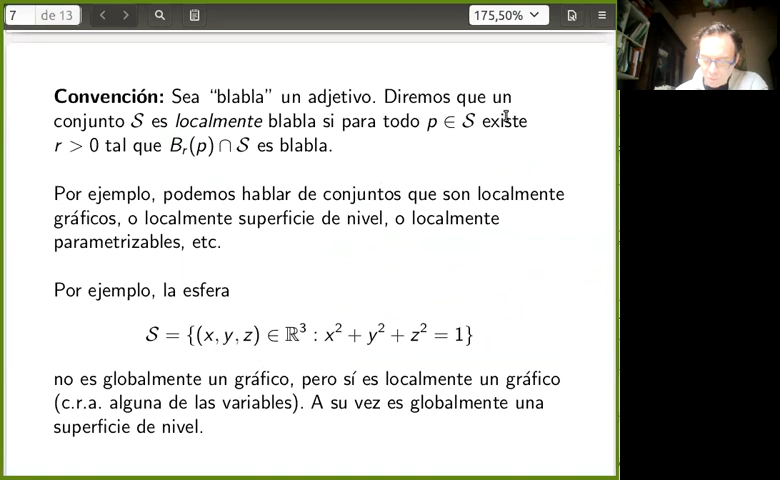 7 de 13 175,50%
Convención: Sea “blabla” un adjetivo. Diremos que un
conjunto 𝒮 es localmente blabla si para todo p ∈ 𝒮 existe
r > 0 tal que Bᵣ(p) ∩ 𝒮 es blabla.
Por ejemplo, podemos hablar de conjuntos que son localmente
gráficos, o localmente superficie de nivel, o localmente
parametrizables, etc.
Por ejemplo, la esfera
𝒮 = {(x, y, z) ∈ ℝ³ : x² + y² + z² = 1}
no es globalmente un gráfico, pero sí es localmente un gráfico
(c.r.a. alguna de las variables). A su vez es globalmente una
superficie de nivel.